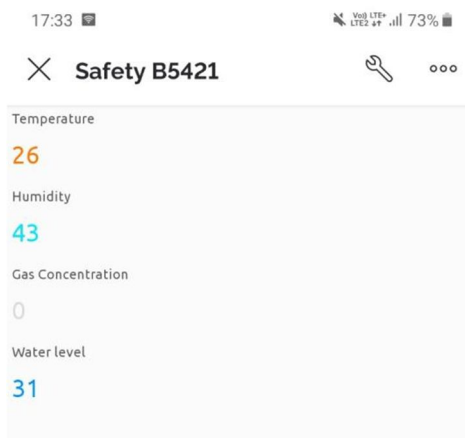 17:33 Vo)) LTE+ LTE2 73%
Safety B5421
Temperature
26
Humidity
43
Gas Concentration
0
Water level
31